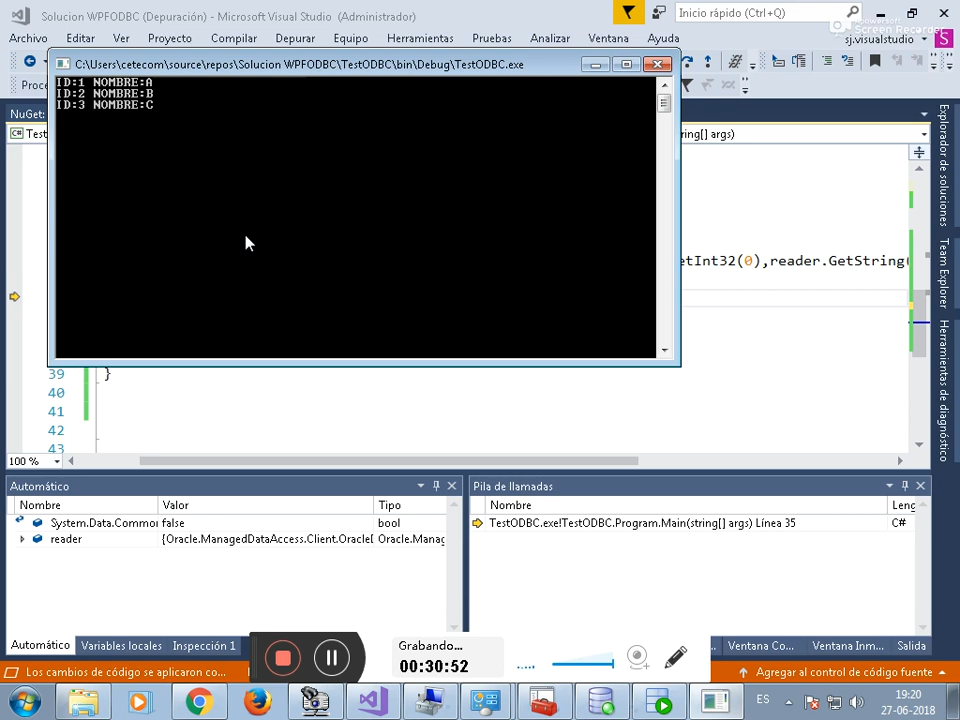 Solucion WPFODBC (Depuración) - Microsoft Visual Studio (Administrador)
Inicio rápido (Ctrl+Q)
Screen Recorder
Archivo Editar Ver Proyecto Compilar Depurar Equipo Herramientas Pruebas Analizar Ventana Ayuda
sj.visualstudio
S
C:\Users\cetecom\source\repos\Solucion WPFODBC\TestODBC\bin\Debug\TestODBC.exe
ID:1 NOMBRE:A
ID:2 NOMBRE:B
ID:3 NOMBRE:C
NuGet:
Test
ring[] args)
etInt32(0),reader.GetString(
39 }
40
41
42
43
100 %
Explorador de soluciones
Team Explorer
Herramientas de diagnóstico
Automático
Nombre Valor Tipo
System.Data.Common false bool
reader {Oracle.ManagedDataAccess.Client.OracleD Oracle.Manag
Automático Variables locales Inspección 1
Pila de llamadas
Nombre Leng
TestODBC.exe!TestODBC.Program.Main(string[] args) Línea 35 C#
Ventana Co... Ventana Inm... Salida
Grabando...
00:30:52
Los cambios de código se aplicaron co...
Agregar al control de código fuente
ES
19:20
27-06-2018